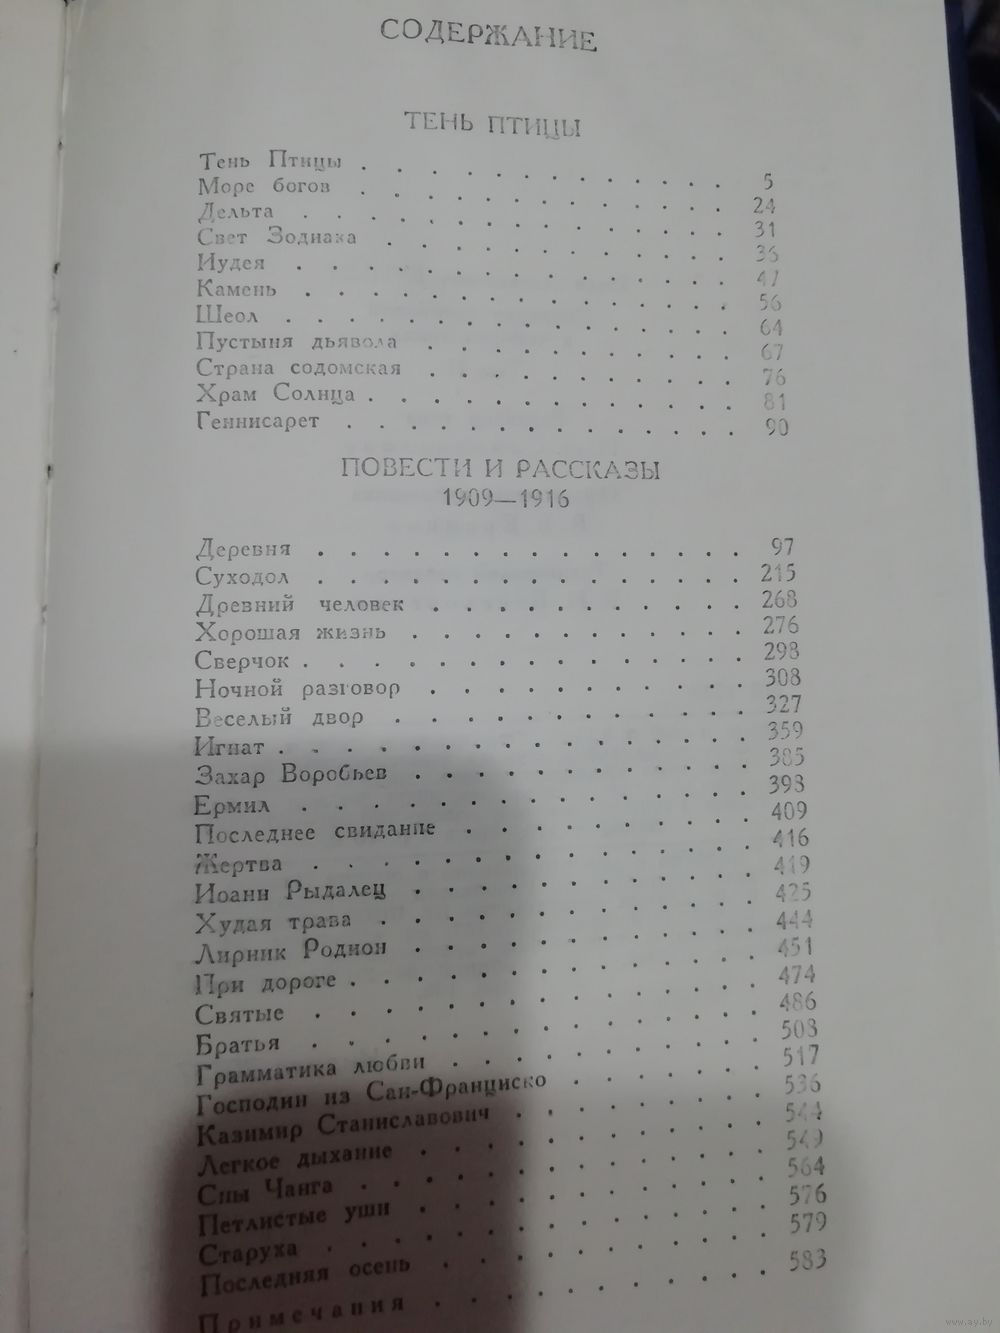 СОДЕРЖАНИЕ
ТЕНЬ ПТИЦЫ
Тень Птицы . . . . . . . . . . . . 5
Море богов . . . . . . . . . . . . 24
Дельта . . . . . . . . . . . . . 31
Свет Зодиака . . . . . . . . . . . 36
Иудея . . . . . . . . . . . . . 47
Камень . . . . . . . . . . . . . 56
Шеол . . . . . . . . . . . . . . 64
Пустыня дьявола . . . . . . . . . . 67
Страна содомская . . . . . . . . . . 76
Храм Солнца . . . . . . . . . . . . 81
Геннисарет . . . . . . . . . . . . 90
ПОВЕСТИ И РАССКАЗЫ
1909—1916
Деревня . . . . . . . . . . . . . 97
Суходол . . . . . . . . . . . . . 215
Древний человек . . . . . . . . . . 268
Хорошая жизнь . . . . . . . . . . . 276
Сверчок . . . . . . . . . . . . . 298
Ночной разговор . . . . . . . . . . 308
Веселый двор . . . . . . . . . . . 327
Игнат . . . . . . . . . . . . . . 359
Захар Воробьев . . . . . . . . . . 385
Ермил . . . . . . . . . . . . . 398
Последнее свидание . . . . . . . . . 409
Жертва . . . . . . . . . . . . . 416
Иоанн Рыдалец . . . . . . . . . . 419
Худая трава . . . . . . . . . . . 425
Лирник Родион . . . . . . . . . . 444
При дороге . . . . . . . . . . . . 451
Святые . . . . . . . . . . . . . 474
Братья . . . . . . . . . . . . . 486
Грамматика любви . . . . . . . . . 508
Господин из Сан-Франциско . . . . . . 517
Казимир Станиславович . . . . . . . . 536
Легкое дыхание . . . . . . . . . . 544
Сны Чанга . . . . . . . . . . . . 549
Петлистые уши . . . . . . . . . . 564
Старуха . . . . . . . . . . . . . 576
Последняя осень . . . . . . . . . . 579
Примечания . . . . . . . . . . 583
www.ay.by